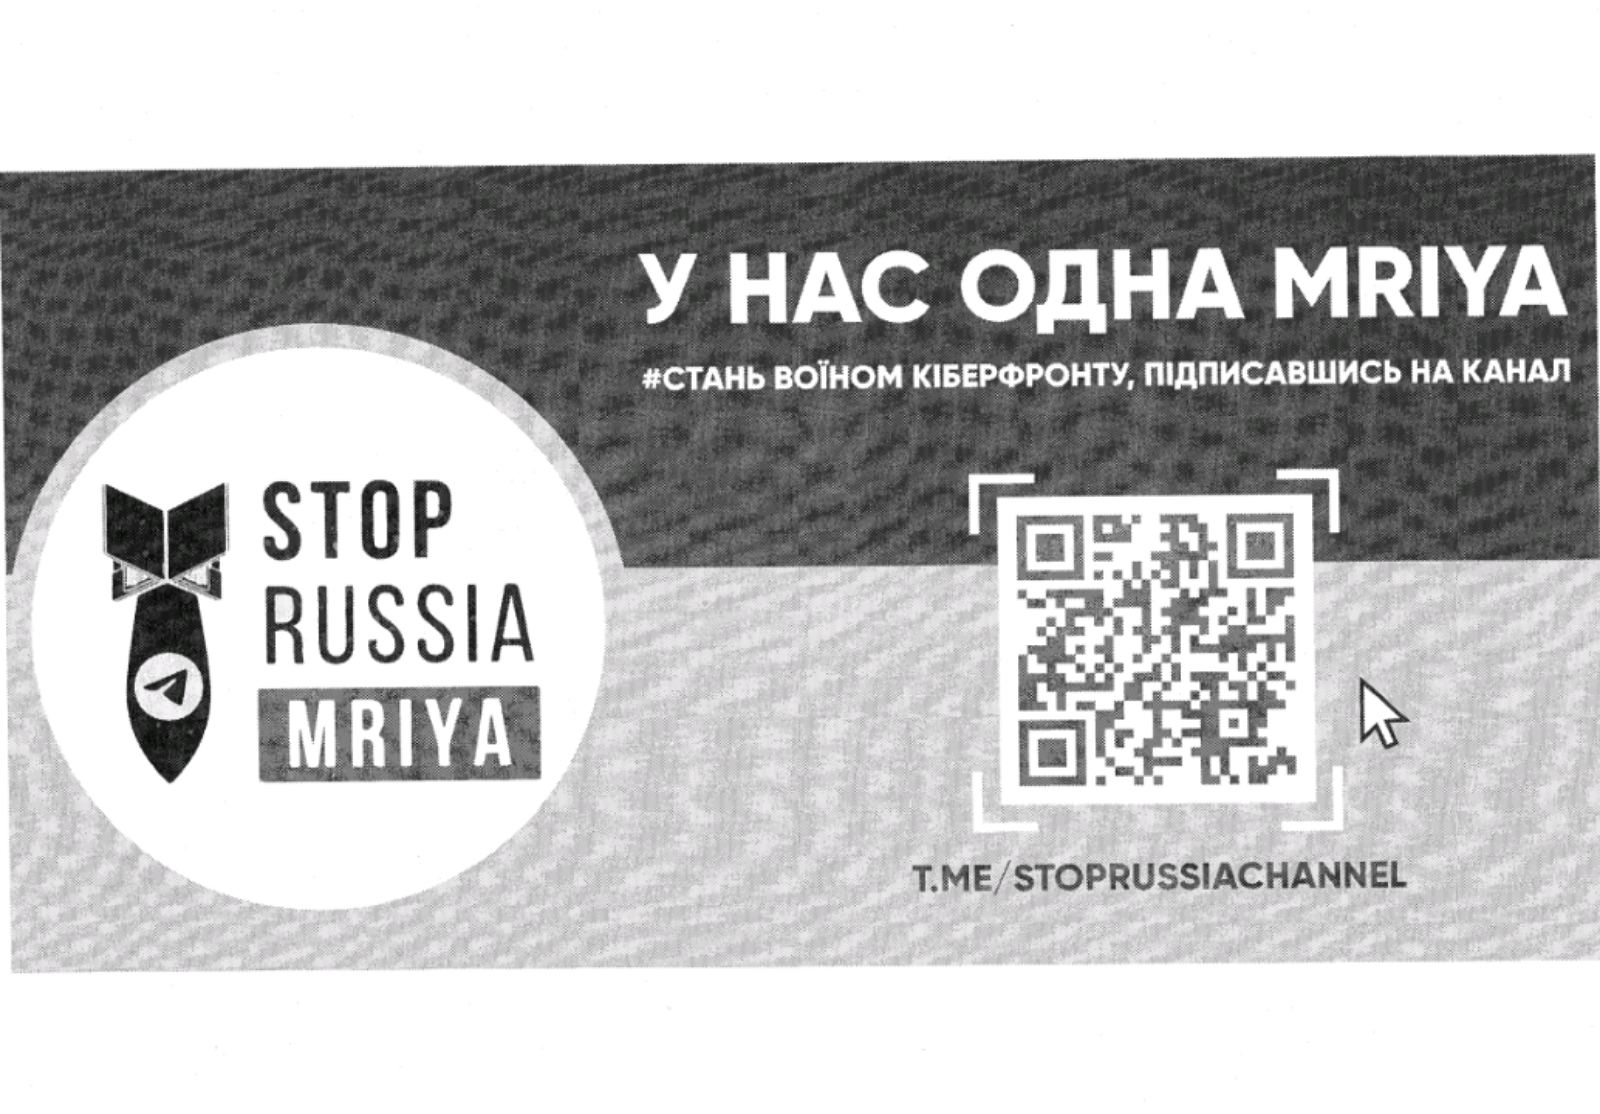 У НАС ОДНА MRIYA
#СТАНЬ ВОЇНОМ КІБЕРФРОНТУ, ПІДПИСАВШИСЬ НА КАНАЛ
STOP
RUSSIA
MRIYA
T.ME/STOPRUSSIACHANNEL